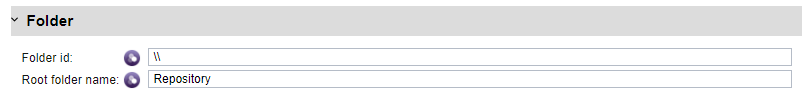 Folder
Folder id: \\
Root folder name: Repository